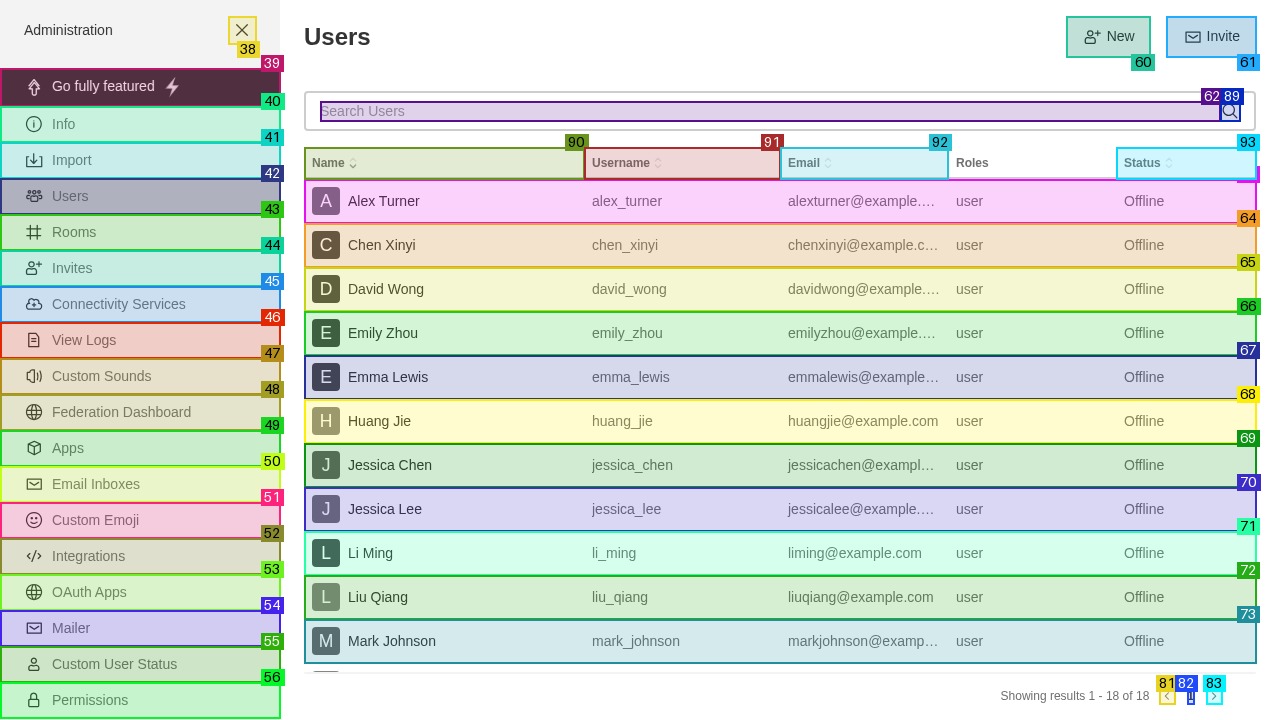 Administration
38
39
Go fully featured
40
Info
41
Import
42
Users
43
Rooms
44
Invites
45
Connectivity Services
46
View Logs
47
Custom Sounds
48
Federation Dashboard
49
Apps
50
Email Inboxes
51
Custom Emoji
52
Integrations
53
OAuth Apps
54
Mailer
55
Custom User Status
56
Permissions
Users
New
60
Invite
61
Search Users
62 89
90 91 92 93
Name Username Email Roles Status
A Alex Turner alex_turner alexturner@example.… user Offline
64
C Chen Xinyi chen_xinyi chenxinyi@example.c… user Offline
65
D David Wong david_wong davidwong@example.… user Offline
66
E Emily Zhou emily_zhou emilyzhou@example.… user Offline
67
E Emma Lewis emma_lewis emmalewis@example… user Offline
68
H Huang Jie huang_jie huangjie@example.com user Offline
69
J Jessica Chen jessica_chen jessicachen@exampl… user Offline
70
J Jessica Lee jessica_lee jessicalee@example.… user Offline
71
L Li Ming li_ming liming@example.com user Offline
72
L Liu Qiang liu_qiang liuqiang@example.com user Offline
73
M Mark Johnson mark_johnson markjohnson@examp… user Offline
81 82 83
Showing results 1 - 18 of 18 1